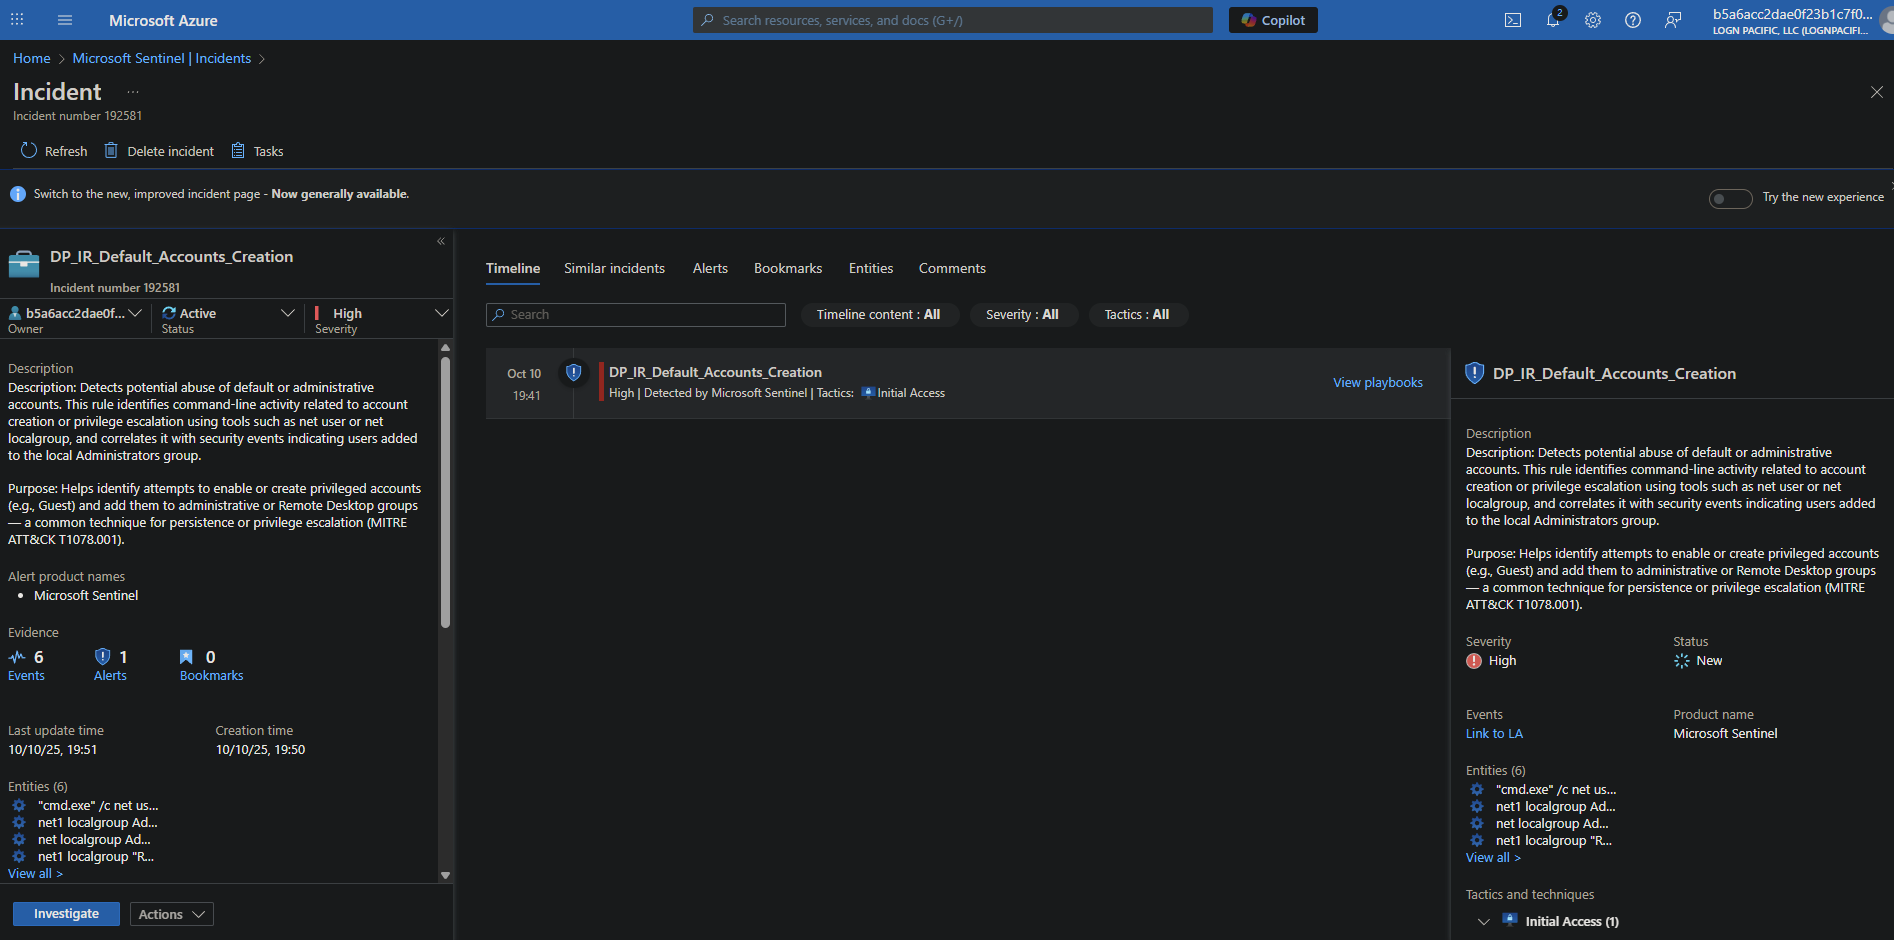 Microsoft Azure
Search resources, services, and docs (G+/)
Copilot
2
b5a6acc2dae0f23b1c7f0...
LOGN PACIFIC, LLC (LOGNPACIFI...
Home > Microsoft Sentinel | Incidents >
Incident ...
Incident number 192581
Refresh Delete incident Tasks
Switch to the new, improved incident page - Now generally available.
Try the new experience
DP_IR_Default_Accounts_Creation
Incident number 192581
b5a6acc2dae0f... Active High
Owner Status Severity
Description
Description: Detects potential abuse of default or administrative
accounts. This rule identifies command-line activity related to account
creation or privilege escalation using tools such as net user or net
localgroup, and correlates it with security events indicating users added
to the local Administrators group.
Purpose: Helps identify attempts to enable or create privileged accounts
(e.g., Guest) and add them to administrative or Remote Desktop groups
— a common technique for persistence or privilege escalation (MITRE
ATT&CK T1078.001).
Alert product names
• Microsoft Sentinel
Evidence
6 1 0
Events Alerts Bookmarks
Last update time Creation time
10/10/25, 19:51 10/10/25, 19:50
Entities (6)
"cmd.exe" /c net us...
net1 localgroup Ad...
net localgroup Ad...
net1 localgroup "R...
View all >
Investigate Actions
Timeline Similar incidents Alerts Bookmarks Entities Comments
Search Timeline content : All Severity : All Tactics : All
Oct 10
19:41
DP_IR_Default_Accounts_Creation
High | Detected by Microsoft Sentinel | Tactics: Initial Access
View playbooks
DP_IR_Default_Accounts_Creation
Description
Description: Detects potential abuse of default or administrative
accounts. This rule identifies command-line activity related to account
creation or privilege escalation using tools such as net user or net
localgroup, and correlates it with security events indicating users added
to the local Administrators group.
Purpose: Helps identify attempts to enable or create privileged accounts
(e.g., Guest) and add them to administrative or Remote Desktop groups
— a common technique for persistence or privilege escalation (MITRE
ATT&CK T1078.001).
Severity Status
High New
Events Product name
Link to LA Microsoft Sentinel
Entities (6)
"cmd.exe" /c net us...
net1 localgroup Ad...
net localgroup Ad...
net1 localgroup "R...
View all >
Tactics and techniques
Initial Access (1)